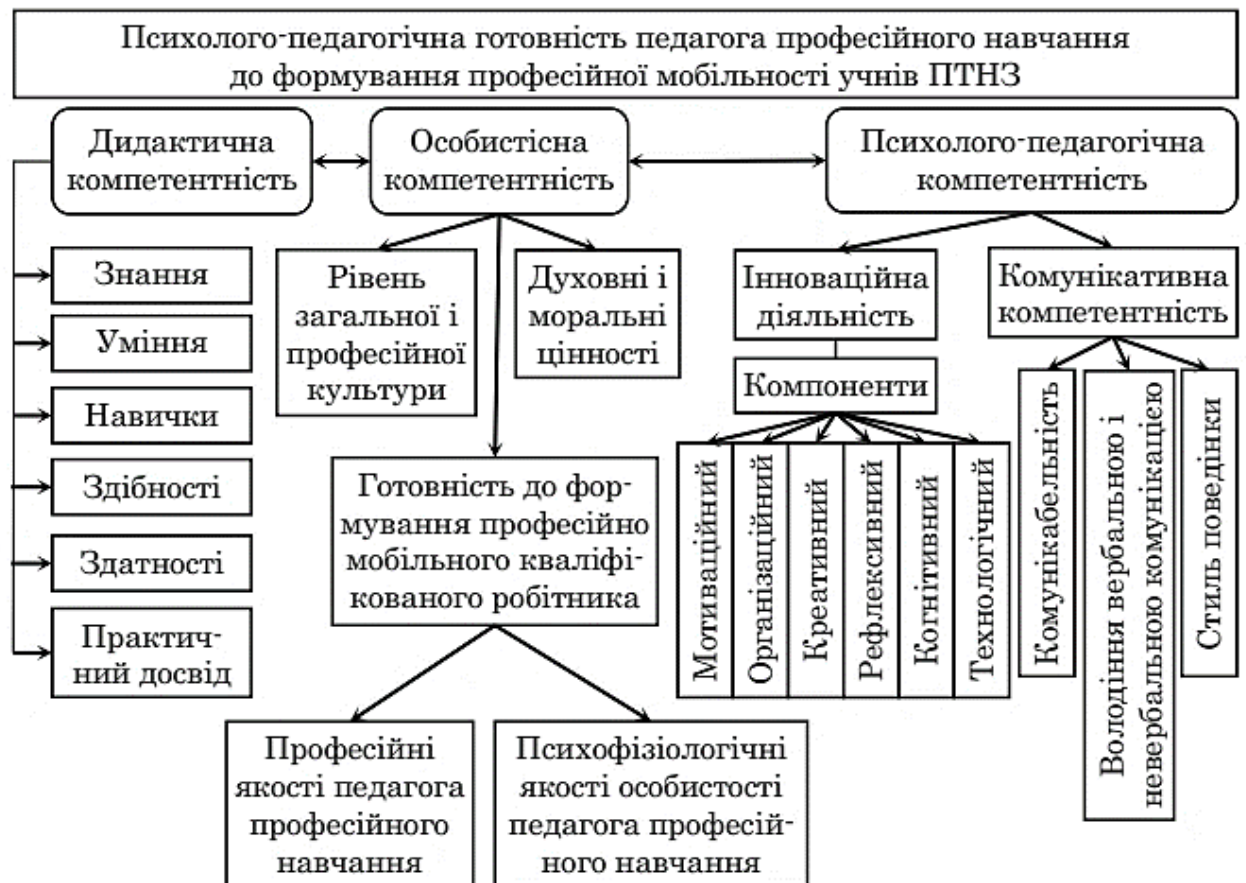 Психолого-педагогічна готовність педагога професійного навчання
до формування професійної мобільності учнів ПТНЗ
Дидактична
компетентність
Особистісна
компетентність
Психолого-педагогічна
компетентність
Знання
Уміння
Навички
Здібності
Здатності
Практич-
ний досвід
Рівень
загальної і
професійної
культури
Духовні і
моральні
цінності
Готовність до фор-
мування професійно
мобільного кваліфі-
кованого робітника
Професійні
якості педагога
професійного
навчання
Психофізіологічні
якості особистості
педагога професій-
ного навчання
Інноваційна
діяльність
Компоненти
Мотиваційний
Організаційний
Креативний
Рефлексивний
Когнітивний
Технологічний
Комунікативна
компетентність
Комунікабельність
Володіння вербальною і
невербальною комунікацією
Стиль поведінки